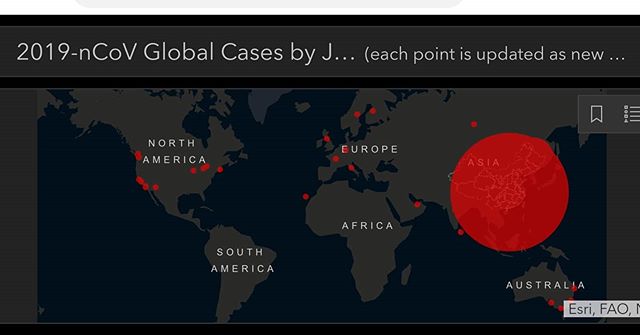 2019-nCoV Global Cases by J... (each point is updated as new ...
NORTH
AMERICA
EUROPE
ASIA
AFRICA
SOUTH
AMERICA
AUSTRALIA
Esri, FAO,